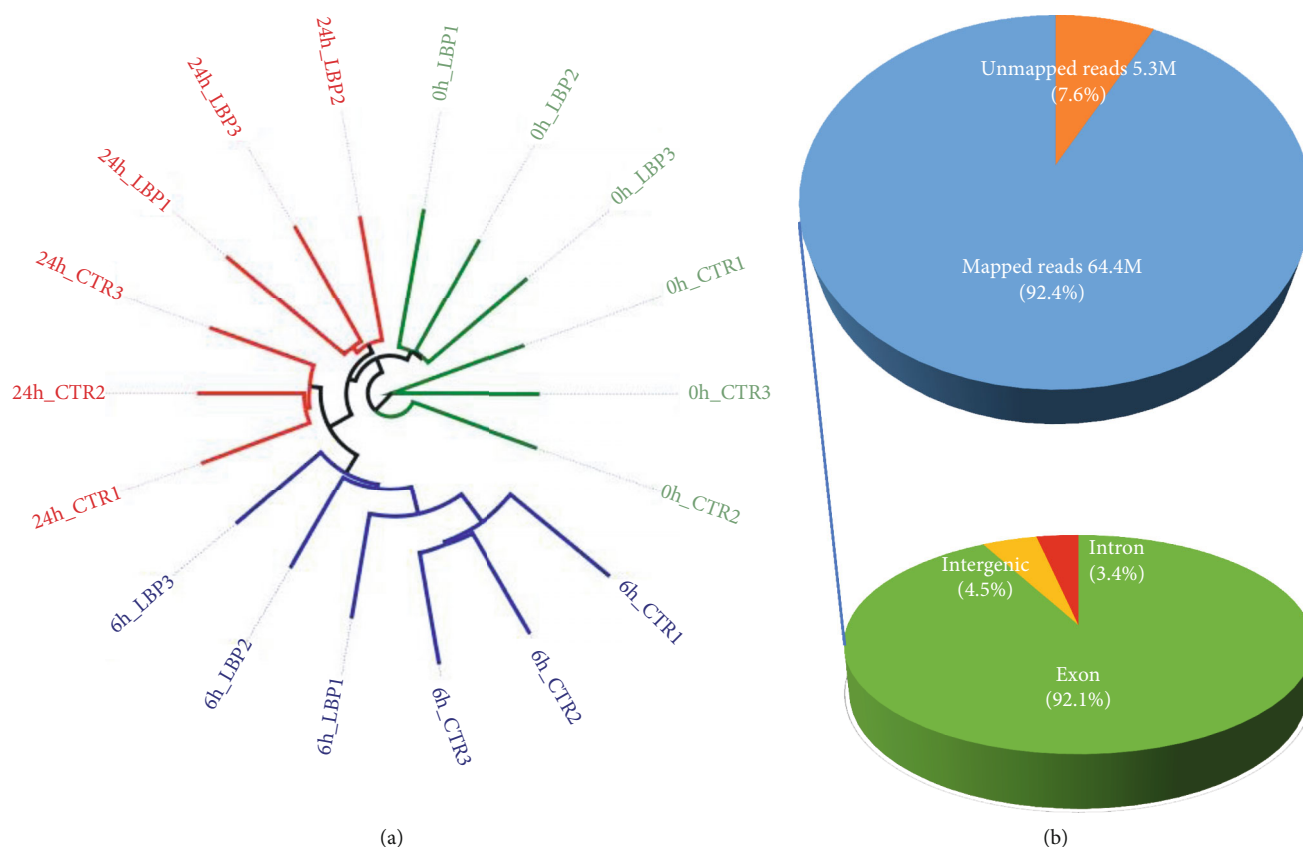 24h_LBP2
0h_LBP1
24h_LBP3
0h_LBP2
24h_LBP1
0h_LBP3
24h_CTR3
0h_CTR1
24h_CTR2
0h_CTR3
24h_CTR1
0h_CTR2
6h_LBP3
6h_LBP2
6h_LBP1
6h_CTR3
6h_CTR2
6h_CTR1
(a)
Unmapped reads 5.3M
(7.6%)
Mapped reads 64.4M
(92.4%)
Intergenic
(4.5%)
Intron
(3.4%)
Exon
(92.1%)
(b)